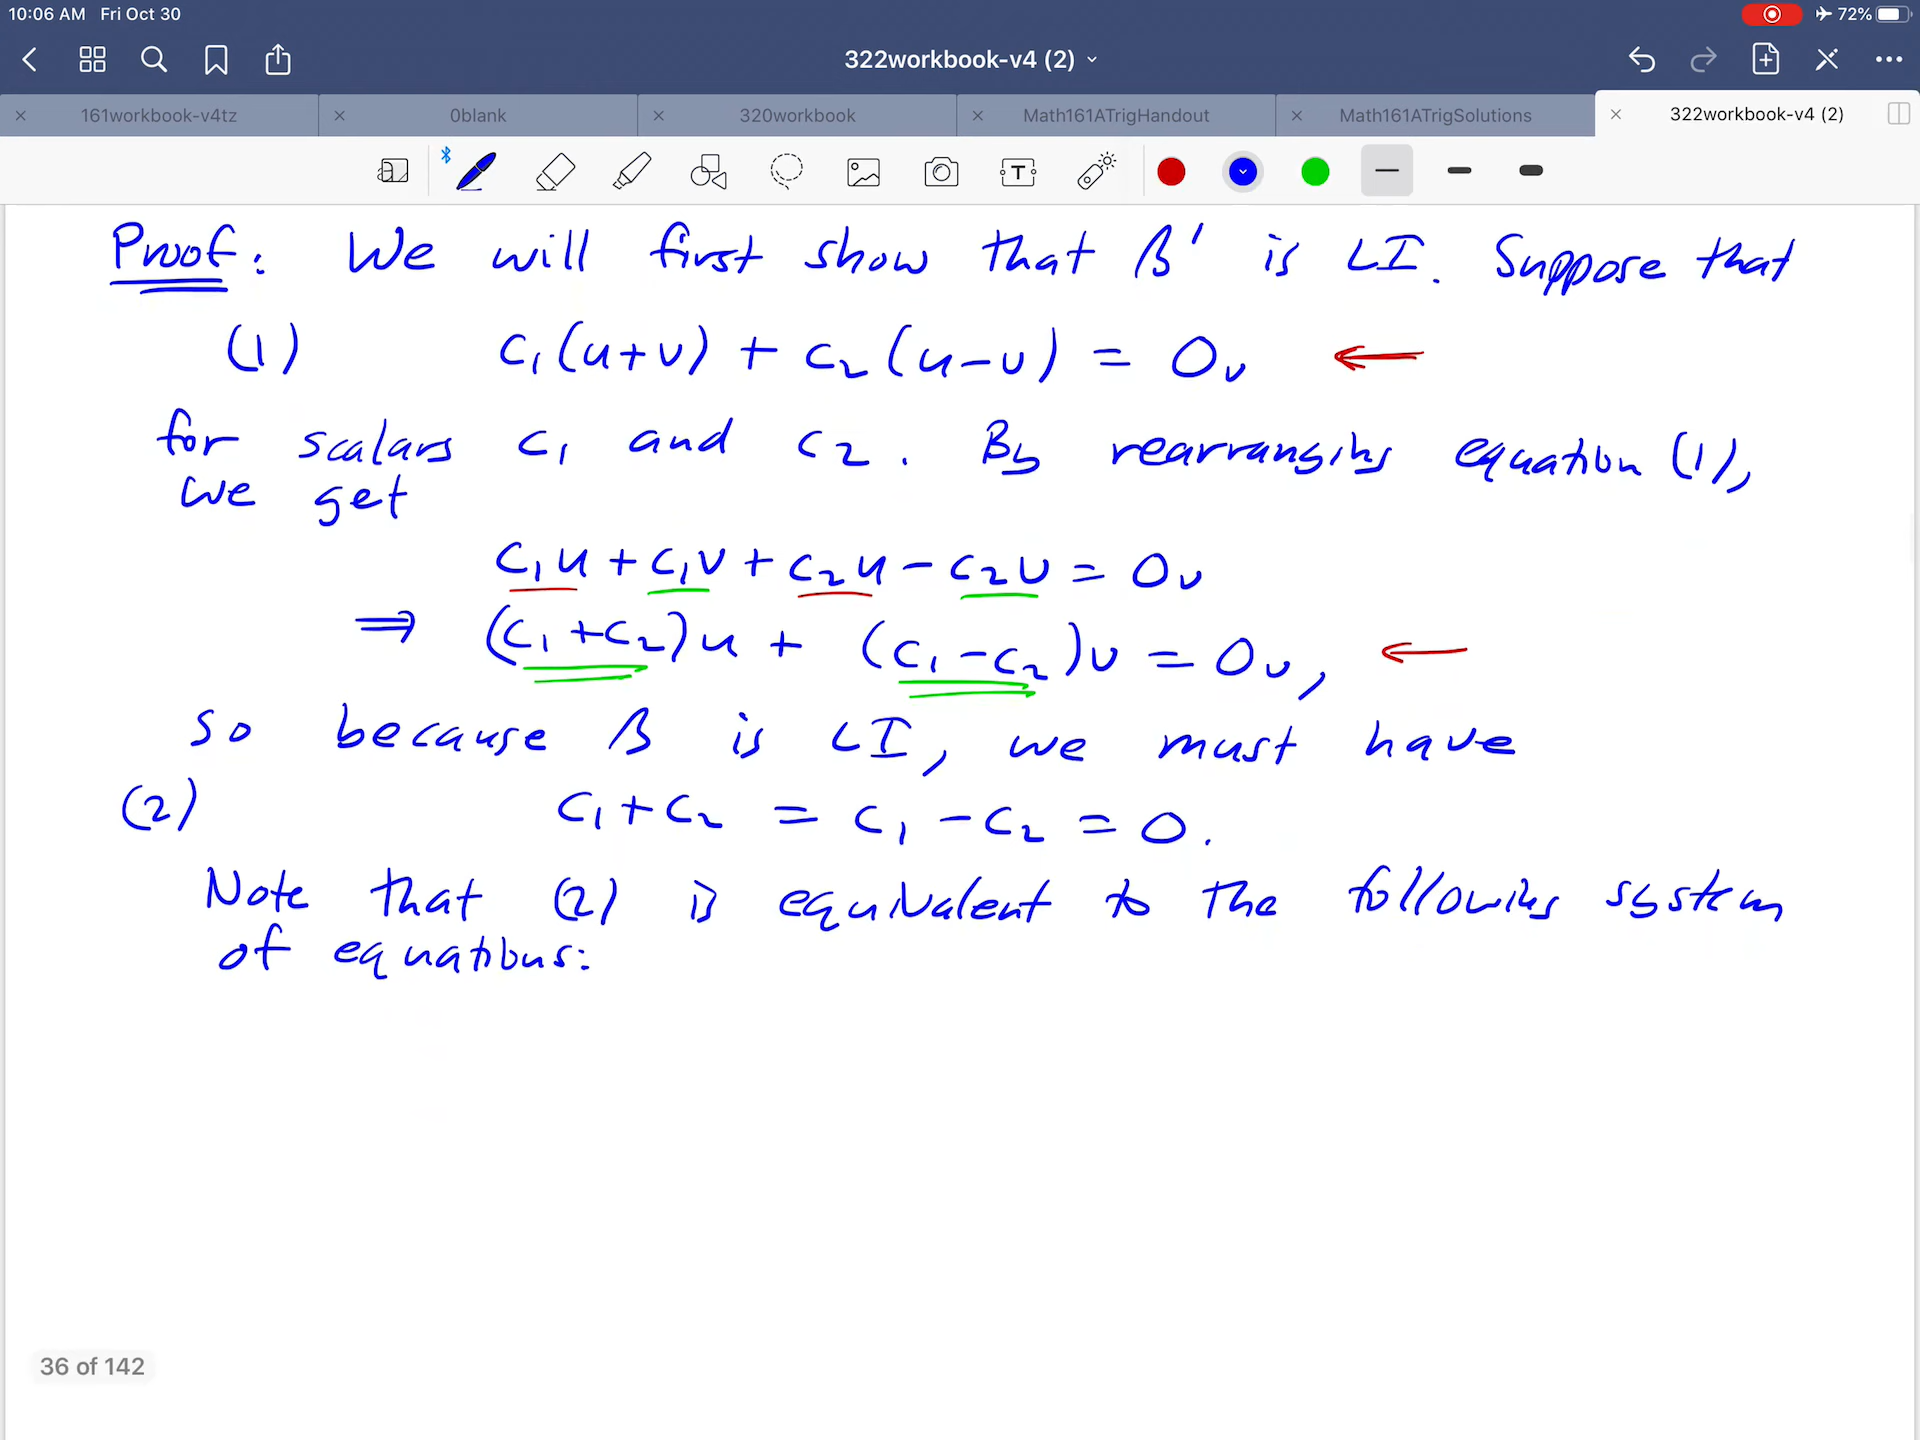 10:06 AM Fri Oct 30
72%
322workbook-v4 (2)
161workbook-v4tz
0blank
320workbook
Math161ATrigHandout
Math161ATrigSolutions
322workbook-v4 (2)
Proof: We will first show that β' is LI. Suppose that
(1) c₁(u+v) + c₂(u-v) = 0ᵥ ←
for scalars c₁ and c₂. By rearranging equation (1),
we get
c₁u + c₁v + c₂u - c₂v = 0ᵥ
⇒ (c₁+c₂)u + (c₁-c₂)v = 0ᵥ, ←
so because β is LI, we must have
(2) c₁+c₂ = c₁-c₂ = 0.
Note that (2) is equivalent to the following system
of equations:
36 of 142